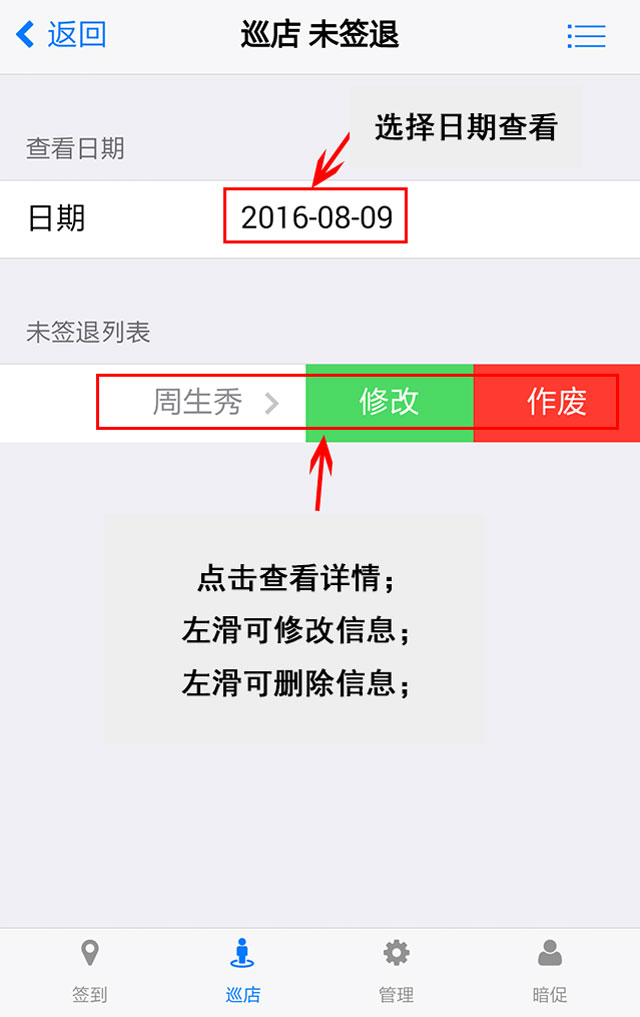 返回
巡店 未签退
选择日期查看
查看日期
日期
2016-08-09
未签退列表
周生秀
修改
作废
点击查看详情；
左滑可修改信息；
左滑可删除信息；
签到
巡店
管理
暗促